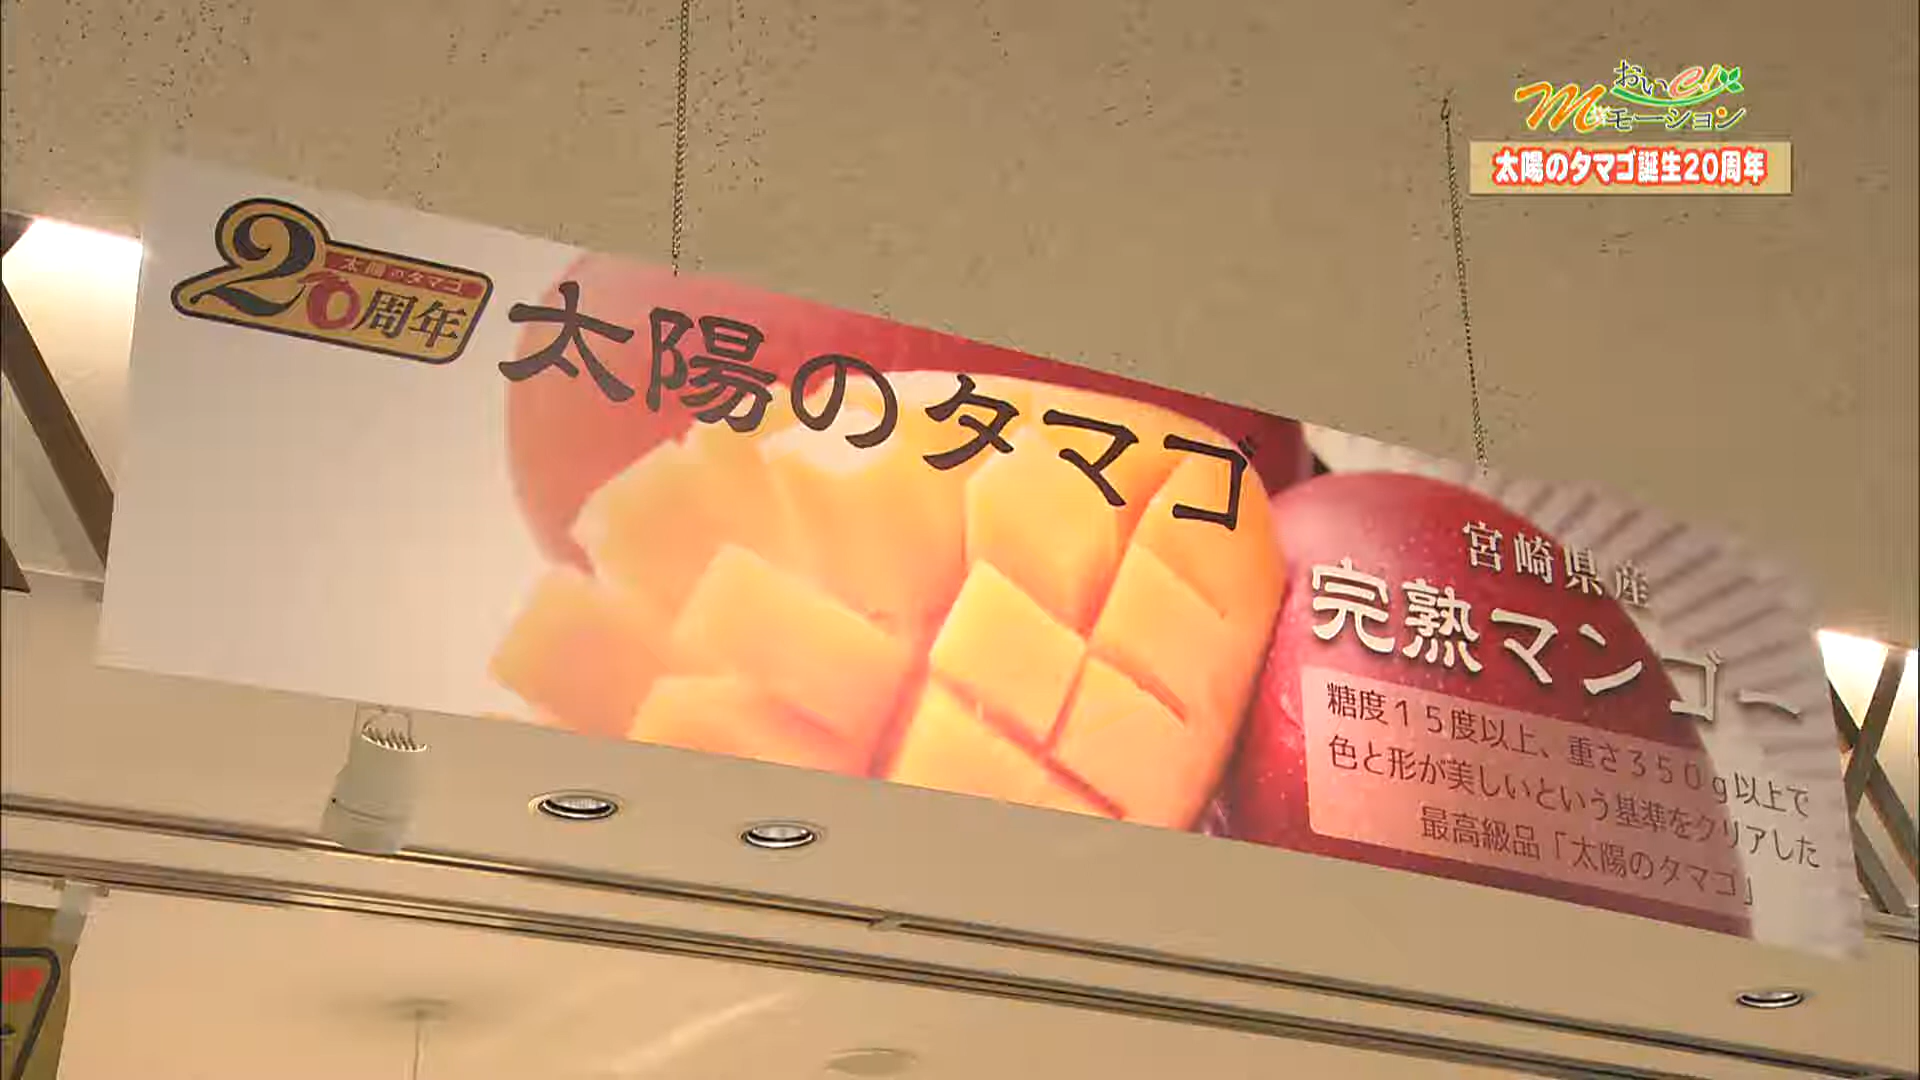 おいe!
mモーション
太陽のタマゴ誕生20周年
太陽のタマゴ
20周年
太陽のタマゴ
宮崎県産
完熟マンゴー
糖度15度以上、重さ350g以上で
色と形が美しいという基準をクリアした
最高級品「太陽のタマゴ」